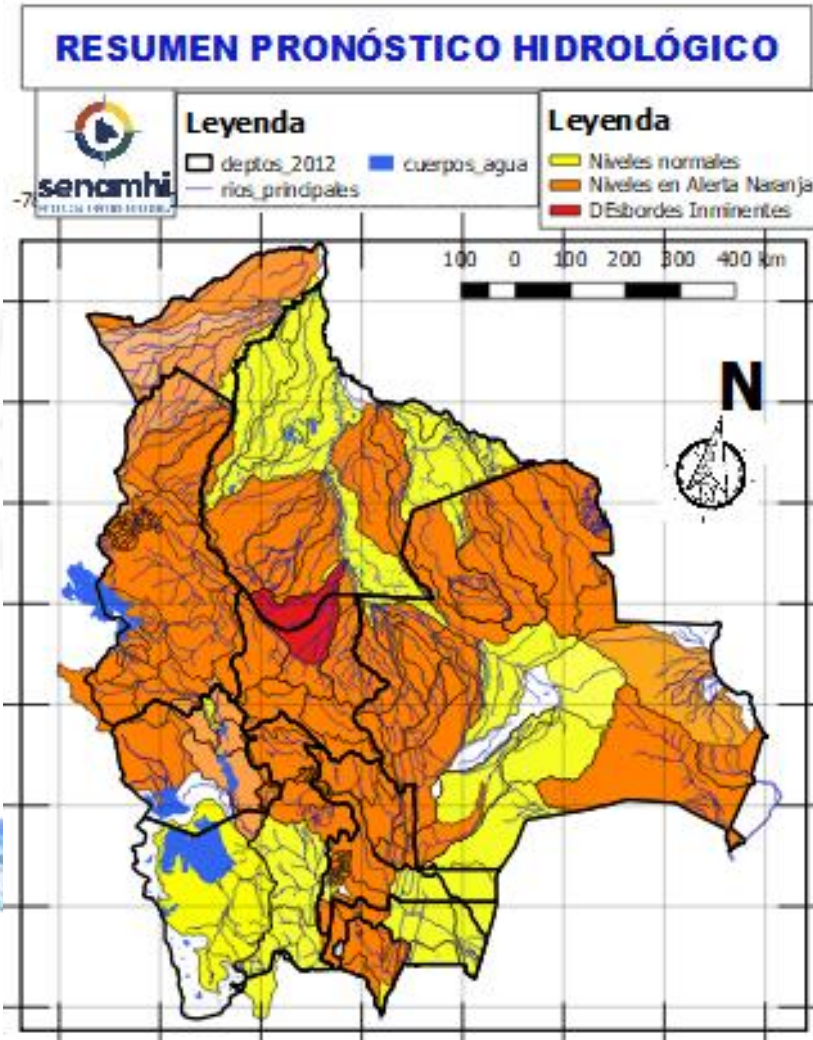 RESUMEN PRONÓSTICO HIDROLÓGICO
senamhi
Leyenda
deptos_2012
cuerpos_agua
rios_principales
Leyenda
Niveles normales
Niveles en Alerta Naranja
DEsbordes Inminentes
100 0 100 200 300 400 km
N